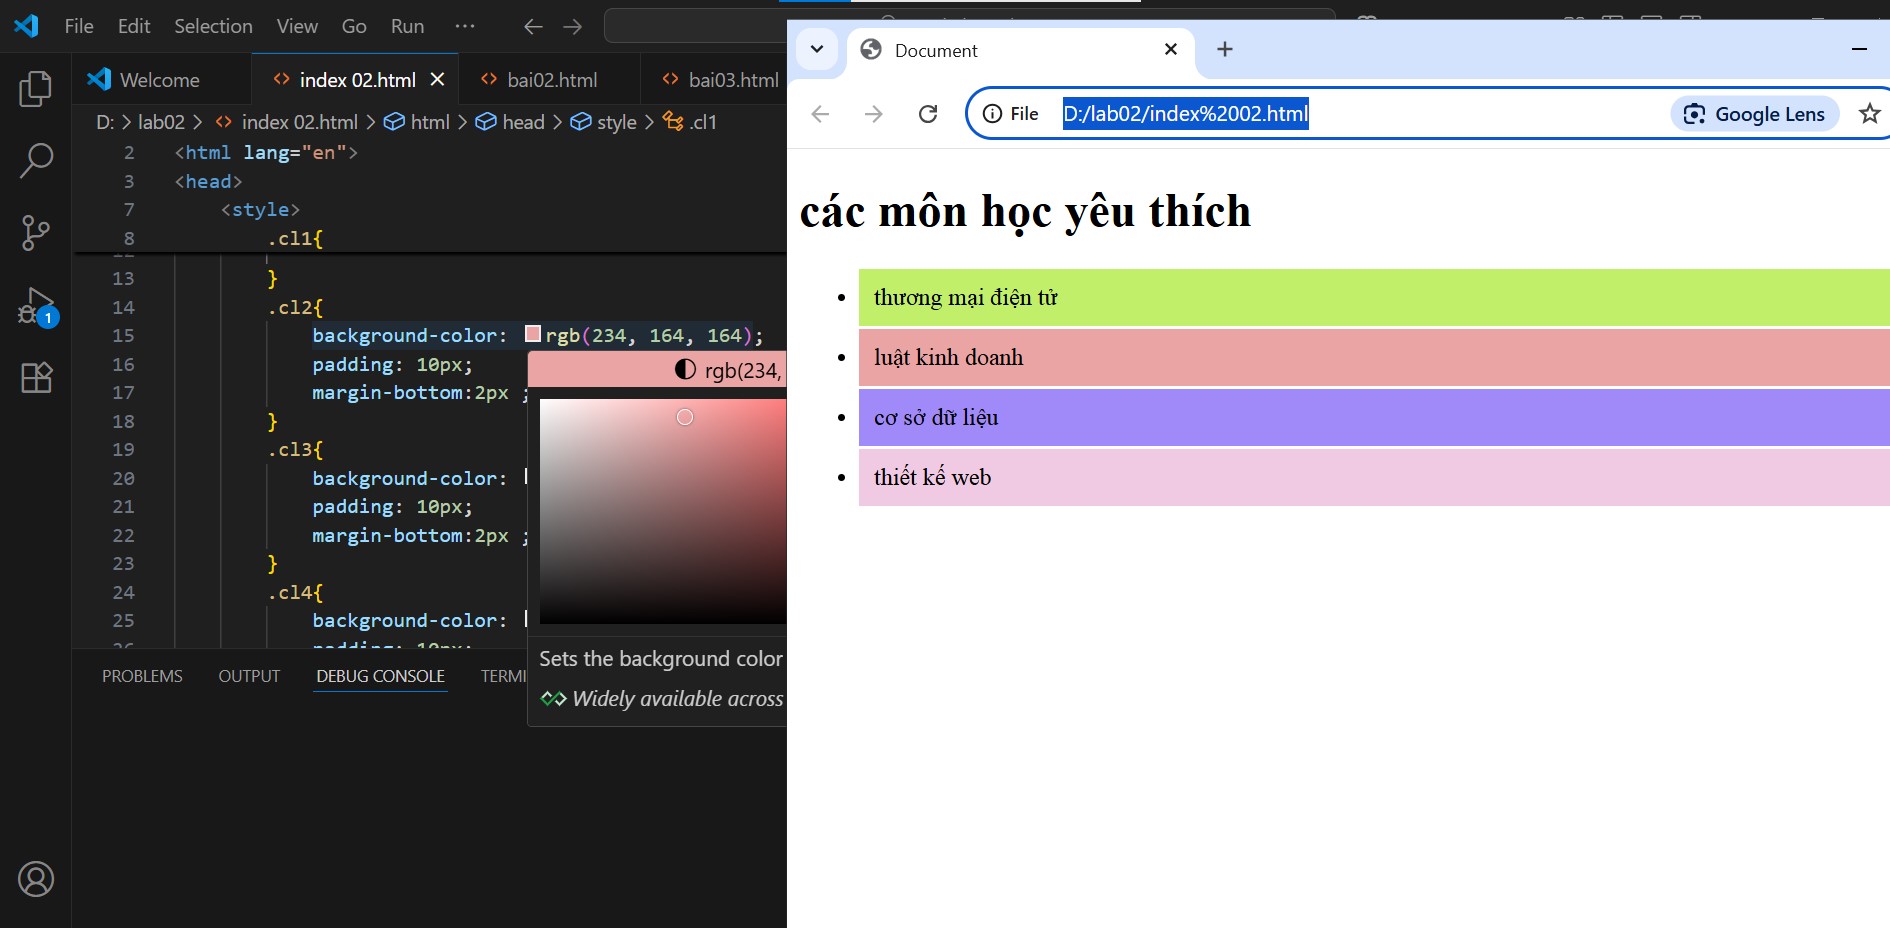 File Edit Selection View Go Run ···
Welcome index 02.html bai02.html bai03.html
D: > lab02 > index 02.html > html > head > style > .cl1
2 <html lang="en">
3 <head>
7 <style>
8 .cl1{
13 }
14 .cl2{
15 background-color: rgb(234, 164, 164);
16 padding: 10px;
17 margin-bottom:2px ;
18 }
19 .cl3{
20 background-color:
21 padding: 10px;
22 margin-bottom:2px ;
23 }
24 .cl4{
25 background-color:
26 padding: 10px;
rgb(234,
Sets the background color
Widely available across
PROBLEMS OUTPUT DEBUG CONSOLE TERMI
1
Document
File D:/lab02/index%2002.html Google Lens
các môn học yêu thích
• thương mại điện tử
• luật kinh doanh
• cơ sở dữ liệu
• thiết kế web